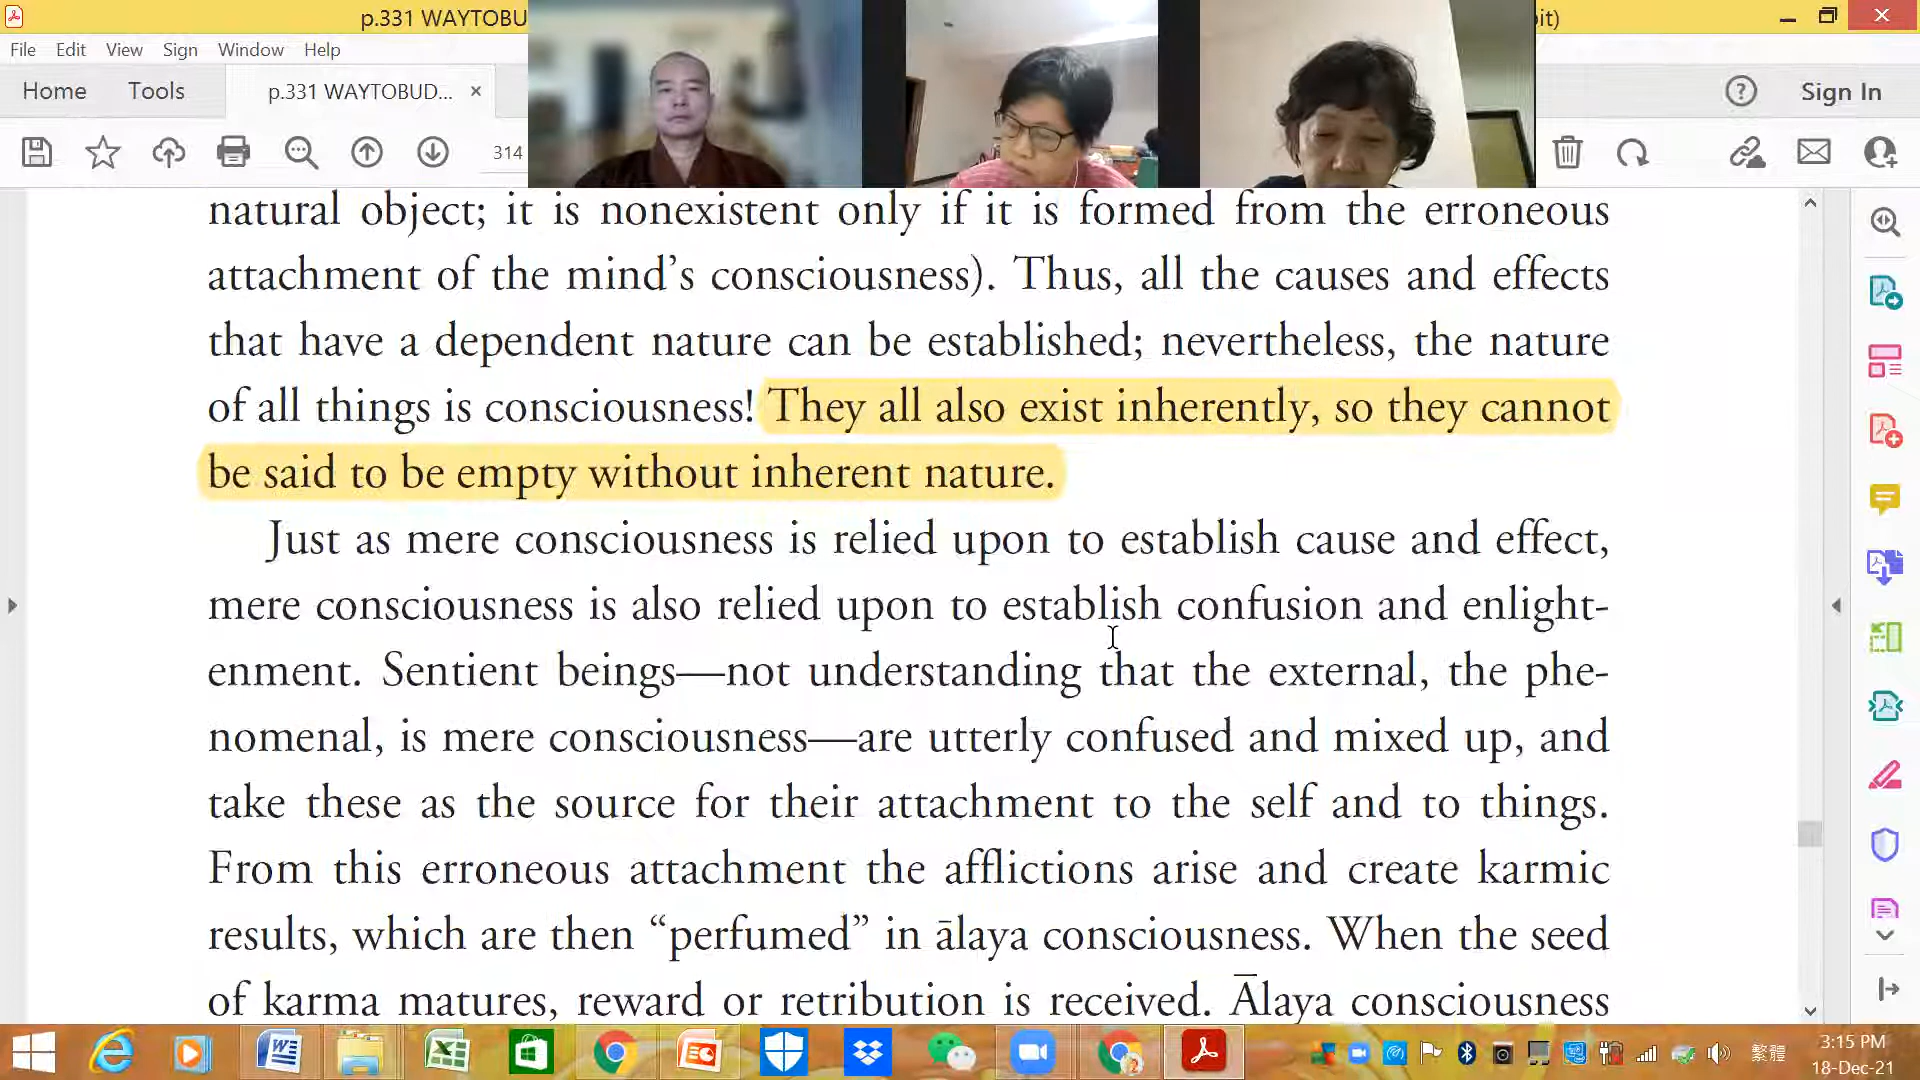 p.331 WAYTOBU
it)
File Edit View Sign Window Help
Home Tools p.331 WAYTOBUD... ×
? Sign In
314
natural object; it is nonexistent only if it is formed from the erroneous
attachment of the mind’s consciousness). Thus, all the causes and effects
that have a dependent nature can be established; nevertheless, the nature
of all things is consciousness! They all also exist inherently, so they cannot
be said to be empty without inherent nature.
Just as mere consciousness is relied upon to establish cause and effect,
mere consciousness is also relied upon to establish confusion and enlight-
enment. Sentient beings—not understanding that the external, the phe-
nomenal, is mere consciousness—are utterly confused and mixed up, and
take these as the source for their attachment to the self and to things.
From this erroneous attachment the afflictions arise and create karmic
results, which are then “perfumed” in ālaya consciousness. When the seed
of karma matures, reward or retribution is received. Ālaya consciousness
繁體
3:15 PM
18-Dec-21